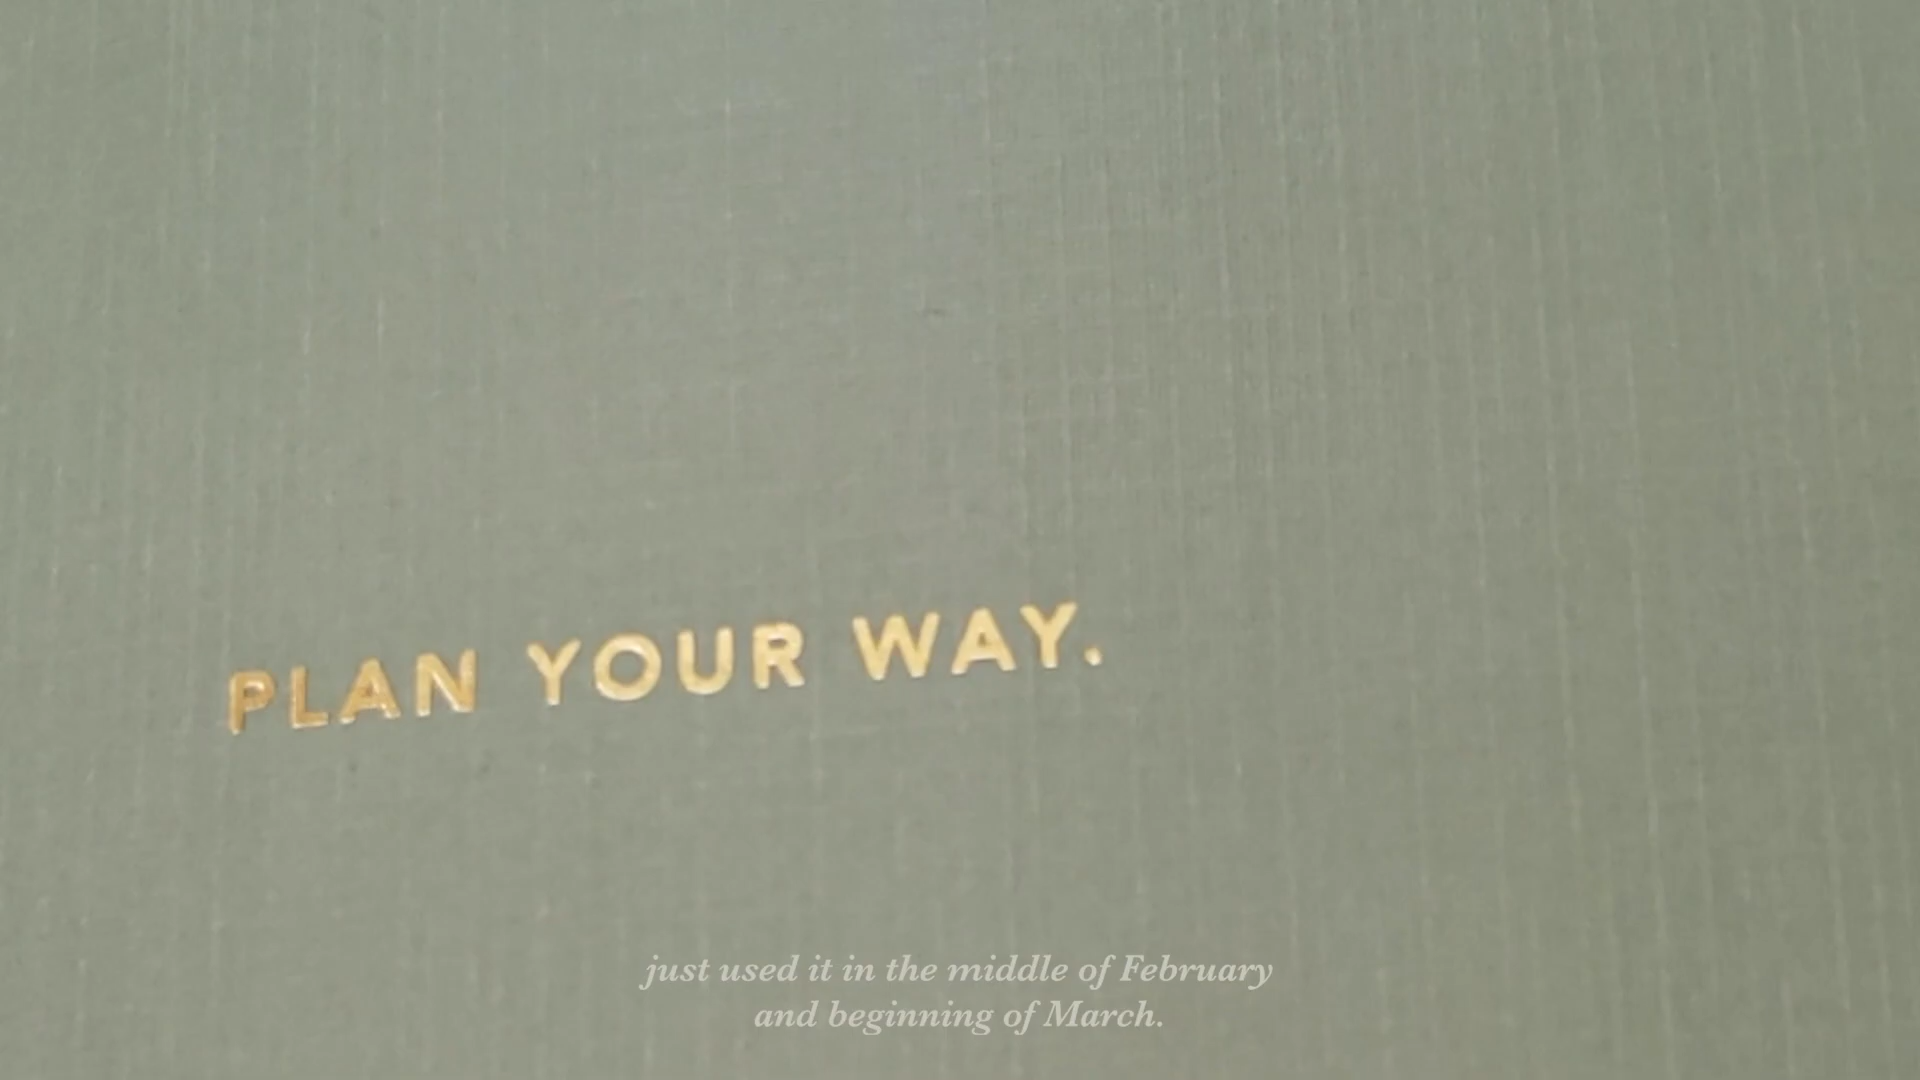 PLAN YOUR WAY.
just used it in the middle of February
and beginning of March.